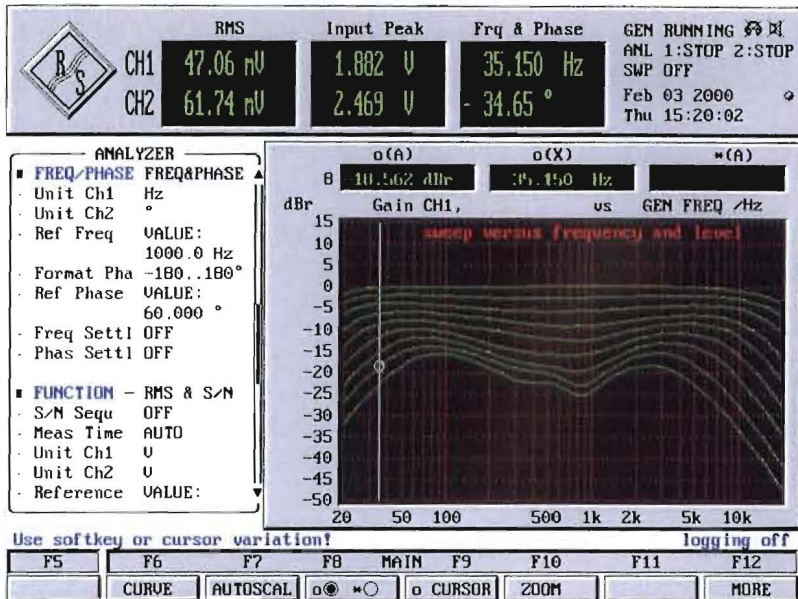 RMS
Input Peak
Frq & Phase
GEN RUNNING
ANL 1:STOP 2:STOP
SWP OFF
Feb 03 2000
Thu 15:20:02
R S
CH1 47.06 mV 1.882 V 35.150 Hz
CH2 61.74 mV 2.469 V - 34.65 °
ANALYZER
FREQ/PHASE FREQ&PHASE
Unit Ch1 Hz
Unit Ch2 °
Ref Freq VALUE:
1000.0 Hz
Format Pha -180..180°
Ref Phase VALUE:
60.000 °
Freq Settl OFF
Phas Settl OFF
FUNCTION - RMS & S/N
S/N Sequ OFF
Meas Time AUTO
Unit Ch1 V
Unit Ch2 V
Reference VALUE:
o(A) o(X) *(A)
8 -18.562 dBr 35.150 Hz
dBr Gain CH1, vs GEN FREQ /Hz
sweep versus frequency and level
15
10
5
0
-5
-10
-15
-20
-25
-30
-35
-40
-45
-50
20 50 100 500 1k 2k 5k 10k
Use softkey or cursor variation! logging off
F5 F6 F7 F8 MAIN F9 F10 F11 F12
CURVE AUTOSCAL o * o CURSOR ZOOM MORE